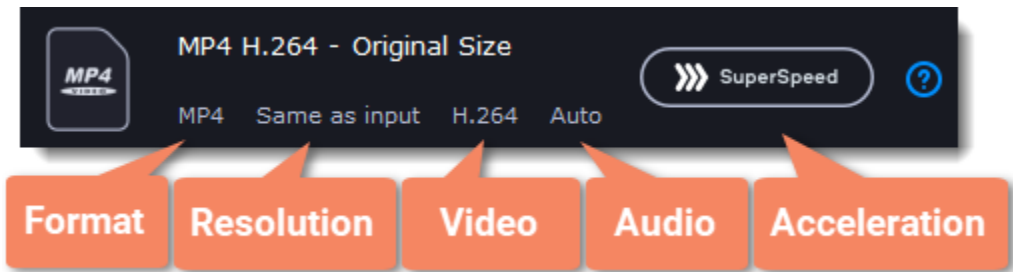 MP4 H.264 - Original Size
MP4
VIDEO
SuperSpeed
?
MP4 Same as input H.264 Auto
Format Resolution Video Audio Acceleration